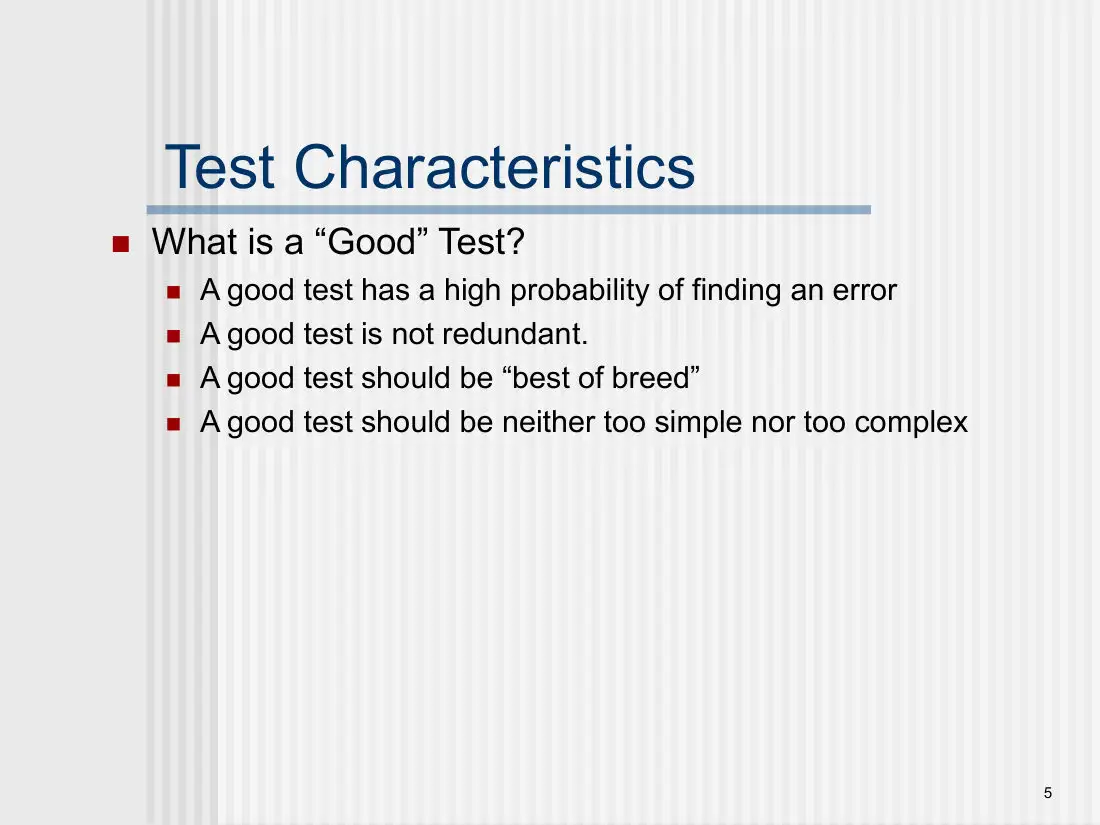 Test Characteristics
What is a “Good” Test?
A good test has a high probability of finding an error
A good test is not redundant.
A good test should be “best of breed”
A good test should be neither too simple nor too complex
5